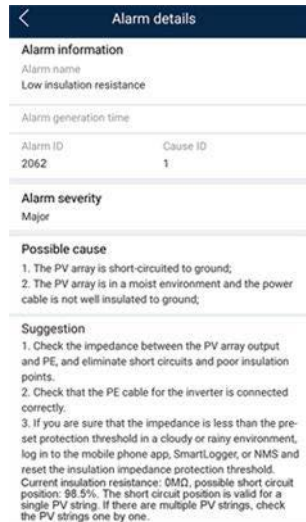 Alarm details
Alarm information
Alarm name
Low insulation resistance
Alarm generation time
Alarm ID Cause ID
2062 1
Alarm severity
Major
Possible cause
1. The PV array is short-circuited to ground;
2. The PV array is in a moist environment and the power
cable is not well insulated to ground;
Suggestion
1. Check the impedance between the PV array output
and PE, and eliminate short circuits and poor insulation
points.
2. Check that the PE cable for the inverter is connected
correctly.
3. If you are sure that the impedance is less than the pre-
set protection threshold in a cloudy or rainy environment,
log in to the mobile phone app, SmartLogger, or NMS and
reset the insulation impedance protection threshold.
Current insulation resistance: 0MΩ, possible short circuit
position: 98.5%. The short circuit position is valid for a
single PV string. If there are multiple PV strings, check
the PV strings one by one.